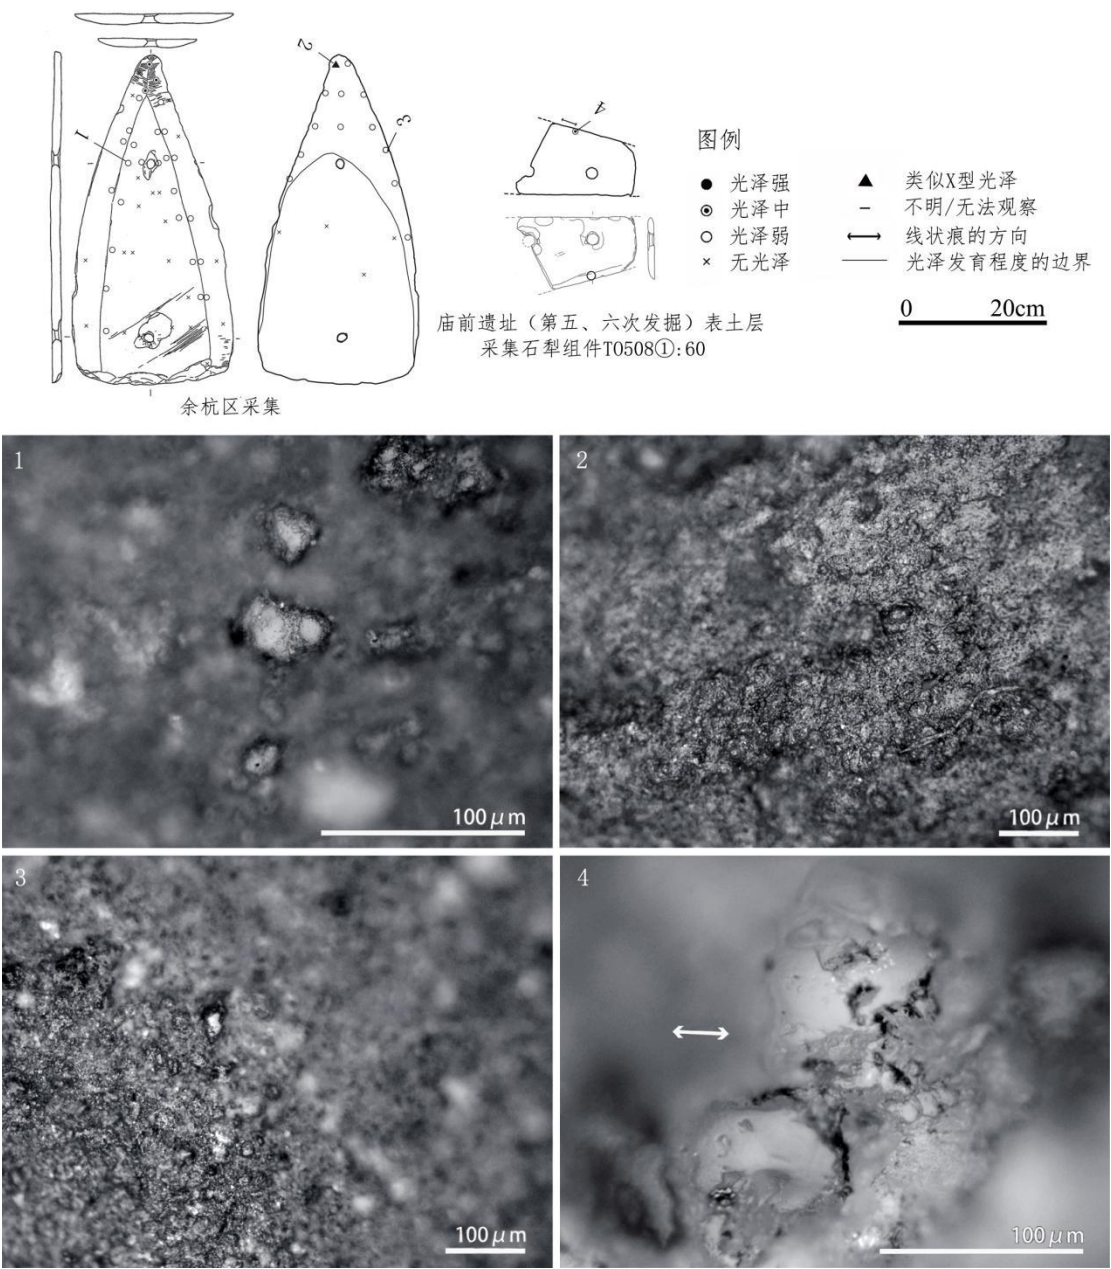 2
3
1
4
图例
● 光泽强
◉ 光泽中
○ 光泽弱
× 无光泽
▲ 类似X型光泽
– 不明/无法观察
↔ 线状痕的方向
— 光泽发育程度的边界
0 20cm
庙前遗址（第五、六次发掘）表土层
采集石犁组件T0508①:60
余杭区采集
1
100μm
2
100μm
3
100μm
4
100μm